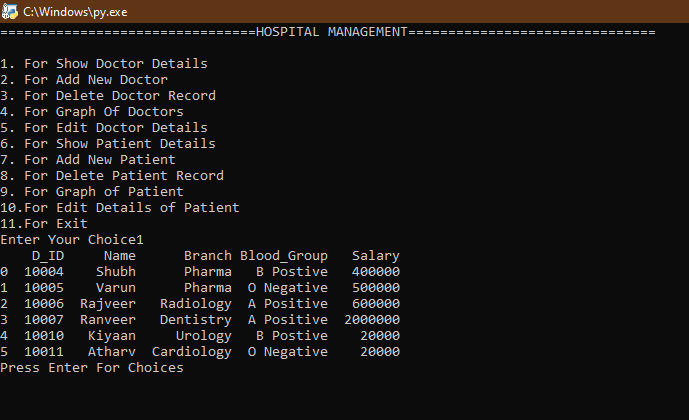 C:\Windows\py.exe
================================HOSPITAL MANAGEMENT===============================
1. For Show Doctor Details
2. For Add New Doctor
3. For Delete Doctor Record
4. For Graph Of Doctors
5. For Edit Doctor Details
6. For Show Patient Details
7. For Add New Patient
8. For Delete Patient Record
9. For Graph of Patient
10.For Edit Details of Patient
11.For Exit
Enter Your Choice1
    D_ID     Name       Branch Blood_Group   Salary
0  10004    Shubh       Pharma   B Postive   400000
1  10005    Varun       Pharma  O Negative   500000
2  10006  Rajveer    Radiology  A Positive   600000
3  10007  Ranveer    Dentistry  A Positive  2000000
4  10010   Kiyaan      Urology   B Postive    20000
5  10011   Atharv   Cardiology  O Negative    20000
Press Enter For Choices